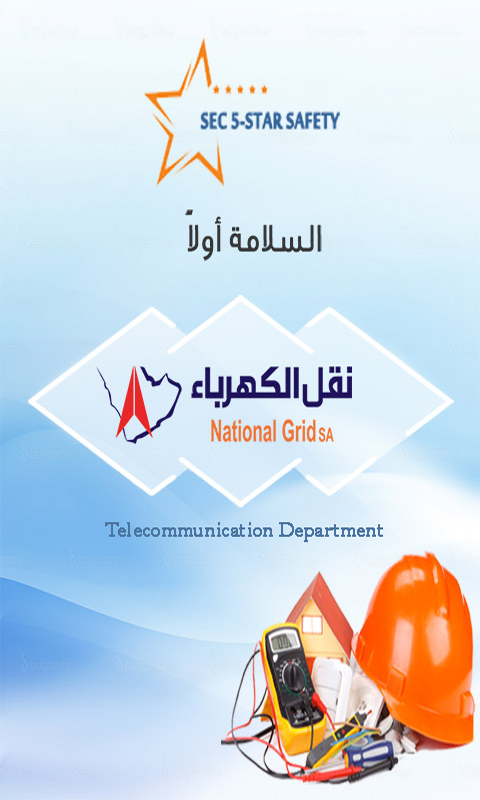 SEC 5-STAR SAFETY
السلامة أولاً
نقل الكهرباء
National Grid SA
Telecommunication Department